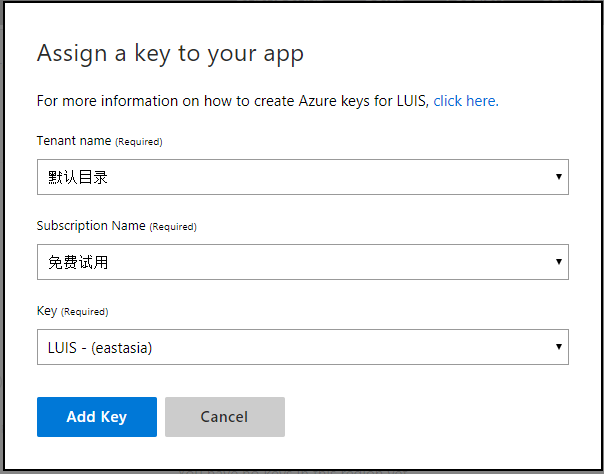 Assign a key to your app
For more information on how to create Azure keys for LUIS, click here.
Tenant name (Required)
默认目录
Subscription Name (Required)
免费试用
Key (Required)
LUIS - (eastasia)
Add Key Cancel